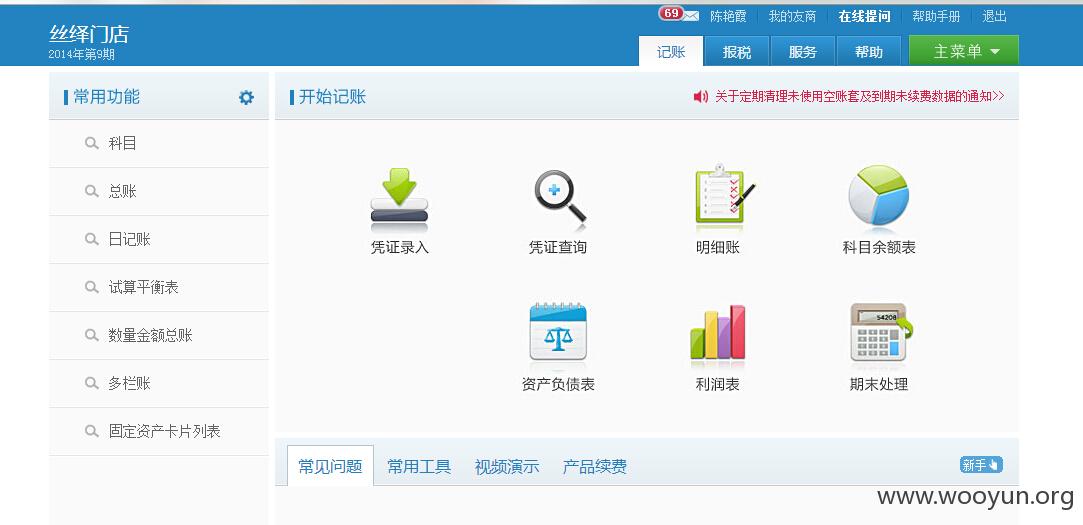 69 陈艳霞 我的友商 在线提问 帮助手册 退出
丝绎门店
2014年第9期
记账 报税 服务 帮助 主菜单
常用功能
科目
总账
日记账
试算平衡表
数量金额总账
多栏账
固定资产卡片列表
开始记账
关于定期清理未使用空账套及到期未续费数据的通知>>
凭证录入 凭证查询 明细账 科目余额表
54208
资产负债表 利润表 期末处理
常见问题 常用工具 视频演示 产品续费 新手
www.wooyun.org